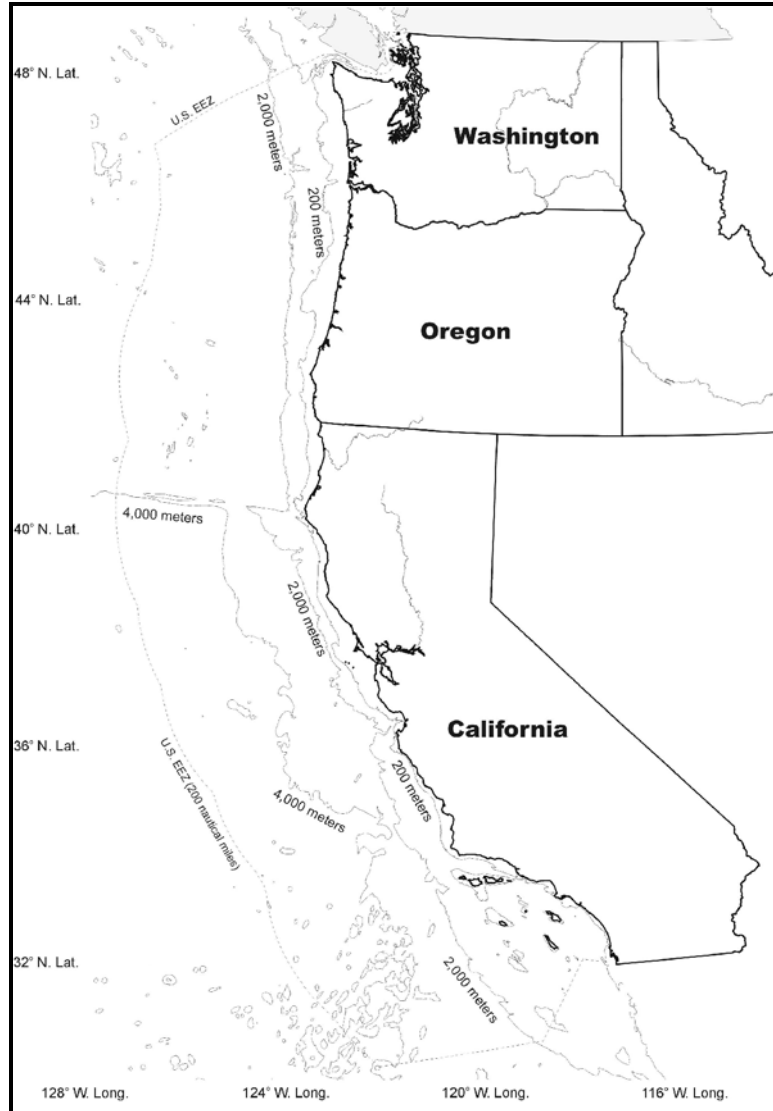 48° N. Lat.
U.S. EEZ
2,000 meters
Washington
200 meters
44° N. Lat.
Oregon
4,000 meters
40° N. Lat.
2,000 meters
California
36° N. Lat.
200 meters
4,000 meters
U.S. EEZ (200 nautical miles)
32° N. Lat.
2,000 meters
128° W. Long.
124° W. Long.
120° W. Long.
116° W. Long.